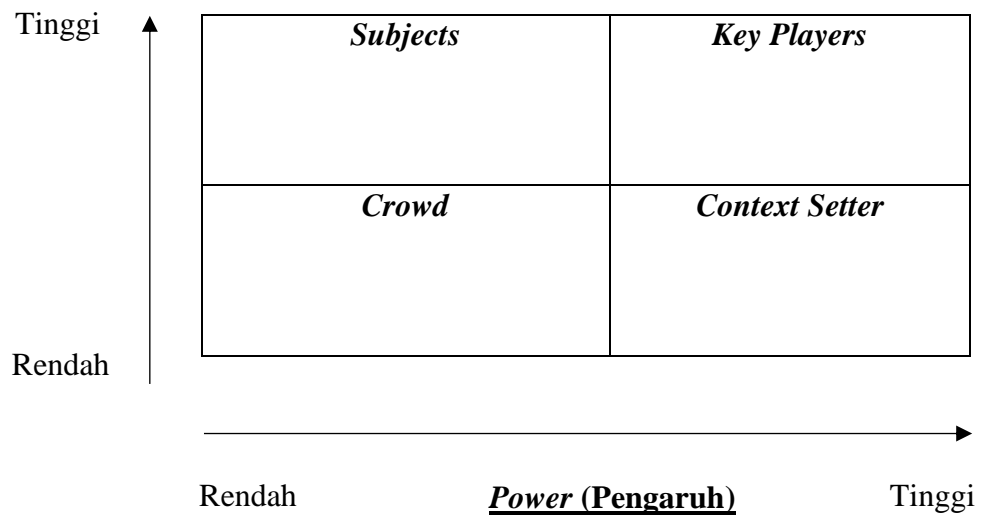 Tinggi
Subjects
Key Players
Crowd
Context Setter
Rendah
Rendah
Power (Pengaruh)
Tinggi